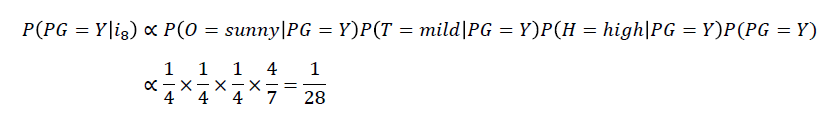 P(PG = Y|i₈) ∝ P(O = sunny|PG = Y)P(T = mild|PG = Y)P(H = high|PG = Y)P(PG = Y)
∝ 1/4 × 1/4 × 1/4 × 4/7 = 1/28